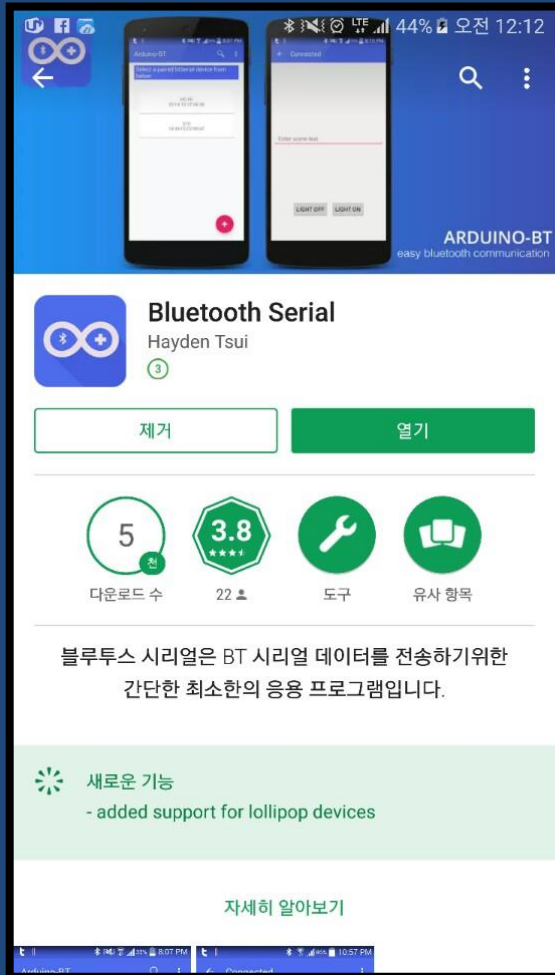 44% 오전 12:12
Arduino-BT
Select a paired bluetooth device from below
Connected
Enter some text
LIGHT OFF LIGHT ON
ARDUINO-BT
easy bluetooth communication
Bluetooth Serial
Hayden Tsui
3
제거
열기
5
천
3.8
다운로드 수
22
도구
유사 항목
블루투스 시리얼은 BT 시리얼 데이터를 전송하기위한
간단한 최소한의 응용 프로그램입니다.
새로운 기능
- added support for lollipop devices
자세히 알아보기
8:07 PM
10:57 PM
Arduino-BT
Connected